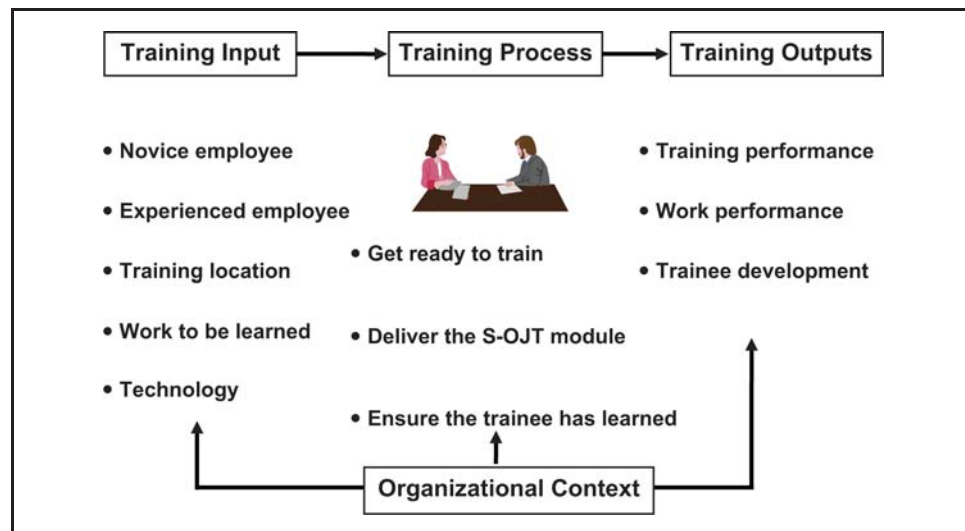 Training Input
Training Process
Training Outputs
• Novice employee
• Experienced employee
• Training location
• Work to be learned
• Technology
• Get ready to train
• Deliver the S-OJT module
• Ensure the trainee has learned
• Training performance
• Work performance
• Trainee development
Organizational Context